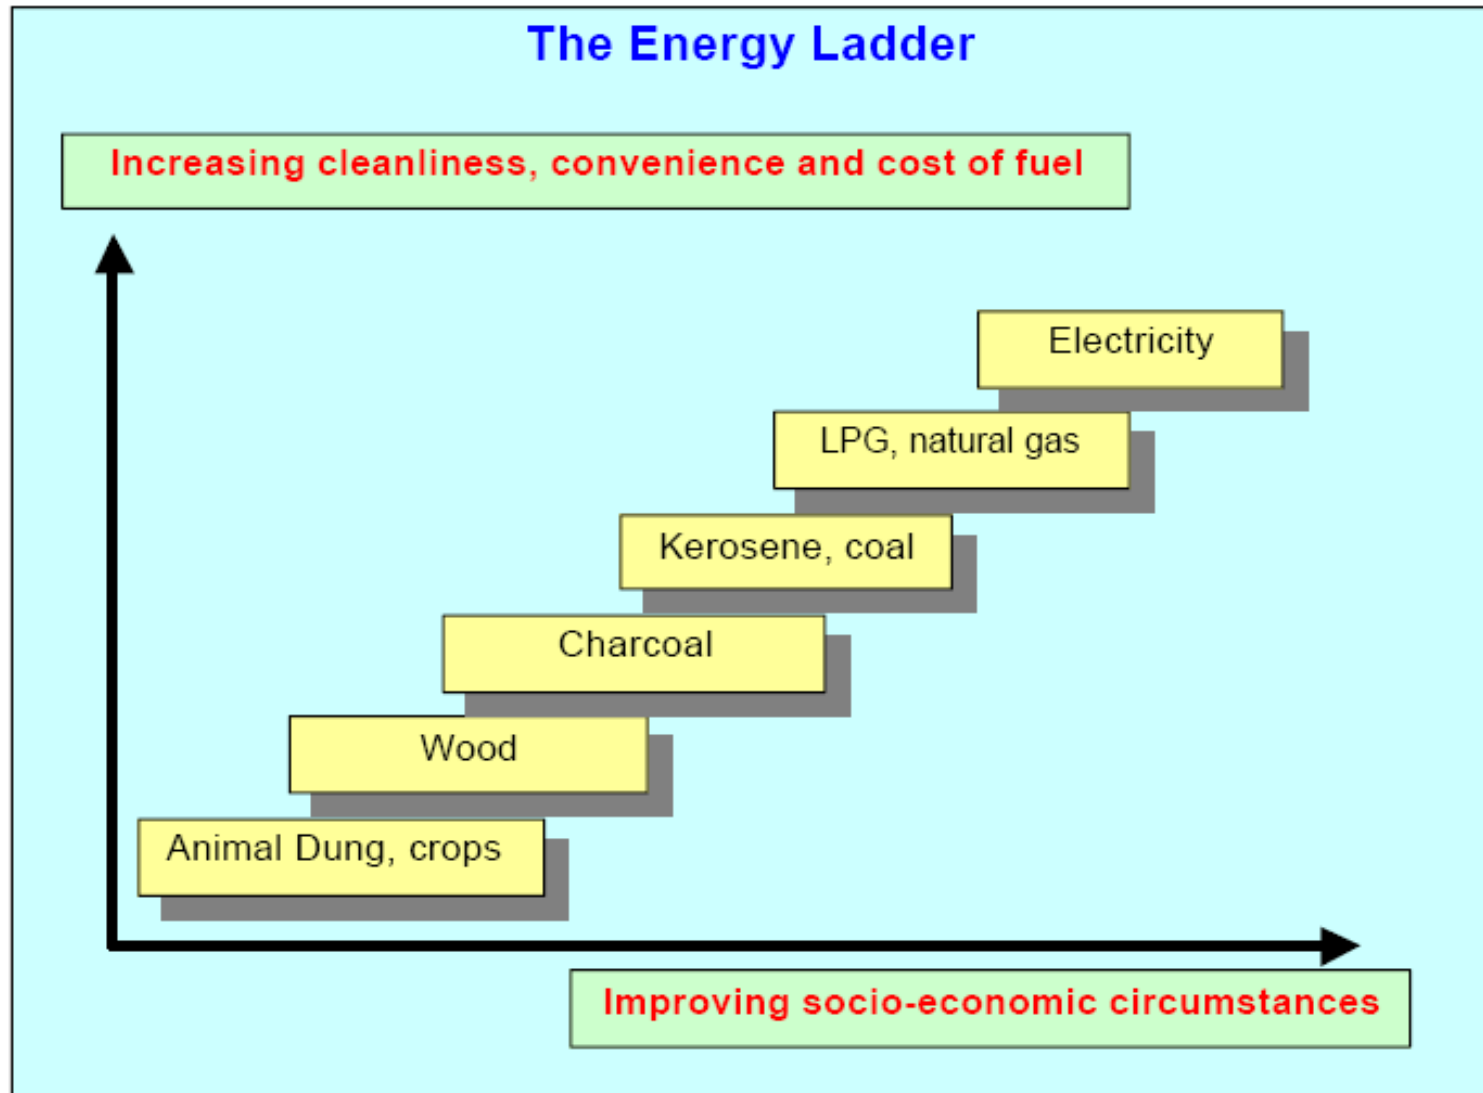 The Energy Ladder
Increasing cleanliness, convenience and cost of fuel
Electricity
LPG, natural gas
Kerosene, coal
Charcoal
Wood
Animal Dung, crops
Improving socio-economic circumstances